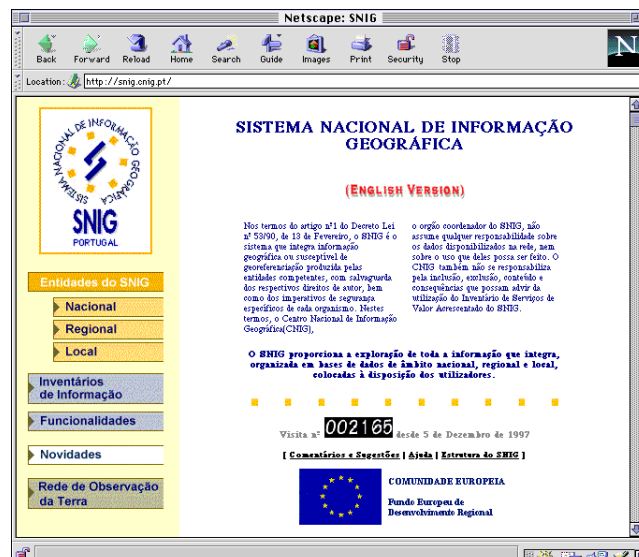 Netscape: SNIG
Back Forward Reload Home Search Guide Images Print Security Stop
N
Location: http://snig.cnig.pt/
SISTEMA NACIONAL DE INFORMAÇÃO GEOGRÁFICA
SNIG
PORTUGAL
Entidades do SNIG
Nacional
Regional
Local
Inventários
de Informação
Funcionalidades
Novidades
Rede de Observação
da Terra
SISTEMA NACIONAL DE INFORMAÇÃO
GEOGRÁFICA
(ENGLISH VERSION)
Nos termos do artigo nº1 do Decreto Lei
nº 53/90, de 13 de Fevereiro, o SNIG é o
sistema que integra informação
geográfica ou susceptível de
georeferenciação produzida pelas
entidades competentes, com salvaguarda
dos respectivos direitos de autor, bem
como dos imperativos de segurança
específicos de cada organismo. Nestes
termos, o Centro Nacional de Informação
Geográfica(CNIG),
o orgão coordenador do SNIG, não
assume qualquer responsabilidade sobre
os dados disponibilizados na rede, nem
sobre o uso que deles possa ser feito. O
CNIG também não se responsabiliza
pela inclusão, exclusão, conteúdo e
consequências que possam advir da
utilização do Inventário de Serviços de
Valor Acrescentado do SNIG.
O SNIG proporciona a exploração de toda a informação que integra,
organizada em bases de dados de âmbito nacional, regional e local,
colocadas à disposição dos utilizadores.
Visita nº 002165 desde 5 de Dezembro de 1997
[ Comentários e Sugestões | Ajuda | Estrutura do SNIG ]
COMUNIDADE EUROPEIA
Fundo Europeu de
Desenvolvimento Regional